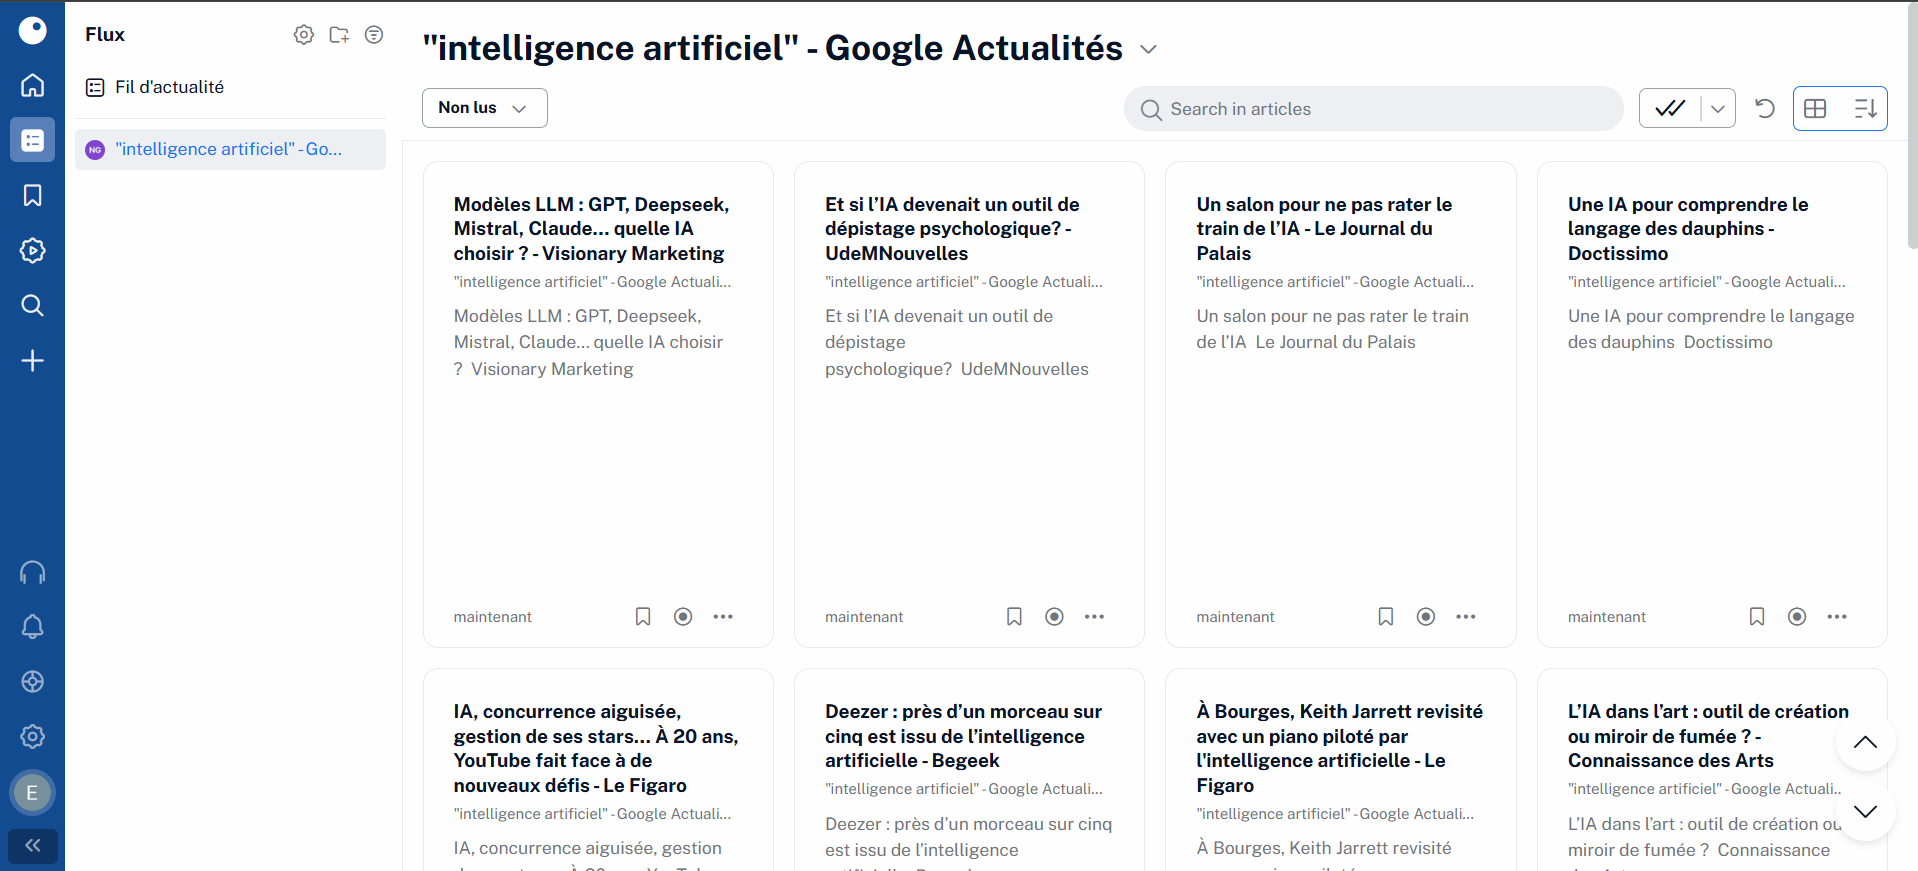 Flux
Fil d'actualité
NG
"intelligence artificiel" - Go...
"intelligence artificiel" - Google Actualités
Non lus
Search in articles
Modèles LLM : GPT, Deepseek,
Mistral, Claude… quelle IA
choisir ? - Visionary Marketing
"intelligence artificiel" - Google Actuali...
Modèles LLM : GPT, Deepseek,
Mistral, Claude… quelle IA choisir
?  Visionary Marketing
maintenant
Et si l’IA devenait un outil de
dépistage psychologique? -
UdeMNouvelles
"intelligence artificiel" - Google Actuali...
Et si l’IA devenait un outil de
dépistage
psychologique?  UdeMNouvelles
maintenant
Un salon pour ne pas rater le
train de l’IA - Le Journal du
Palais
"intelligence artificiel" - Google Actuali...
Un salon pour ne pas rater le train
de l’IA  Le Journal du Palais
maintenant
Une IA pour comprendre le
langage des dauphins -
Doctissimo
"intelligence artificiel" - Google Actuali...
Une IA pour comprendre le langage
des dauphins  Doctissimo
maintenant
IA, concurrence aiguisée,
gestion de ses stars… À 20 ans,
YouTube fait face à de
nouveaux défis - Le Figaro
"intelligence artificiel" - Google Actuali...
IA, concurrence aiguisée, gestion
Deezer : près d’un morceau sur
cinq est issu de l’intelligence
artificielle - Begeek
"intelligence artificiel" - Google Actuali...
Deezer : près d’un morceau sur cinq
est issu de l’intelligence
À Bourges, Keith Jarrett revisité
avec un piano piloté par
l'intelligence artificielle - Le
Figaro
"intelligence artificiel" - Google Actuali...
À Bourges, Keith Jarrett revisité
L’IA dans l’art : outil de création
ou miroir de fumée ? -
Connaissance des Arts
"intelligence artificiel" - Google Actuali..
L’IA dans l’art : outil de création ou
miroir de fumée ?  Connaissance
E